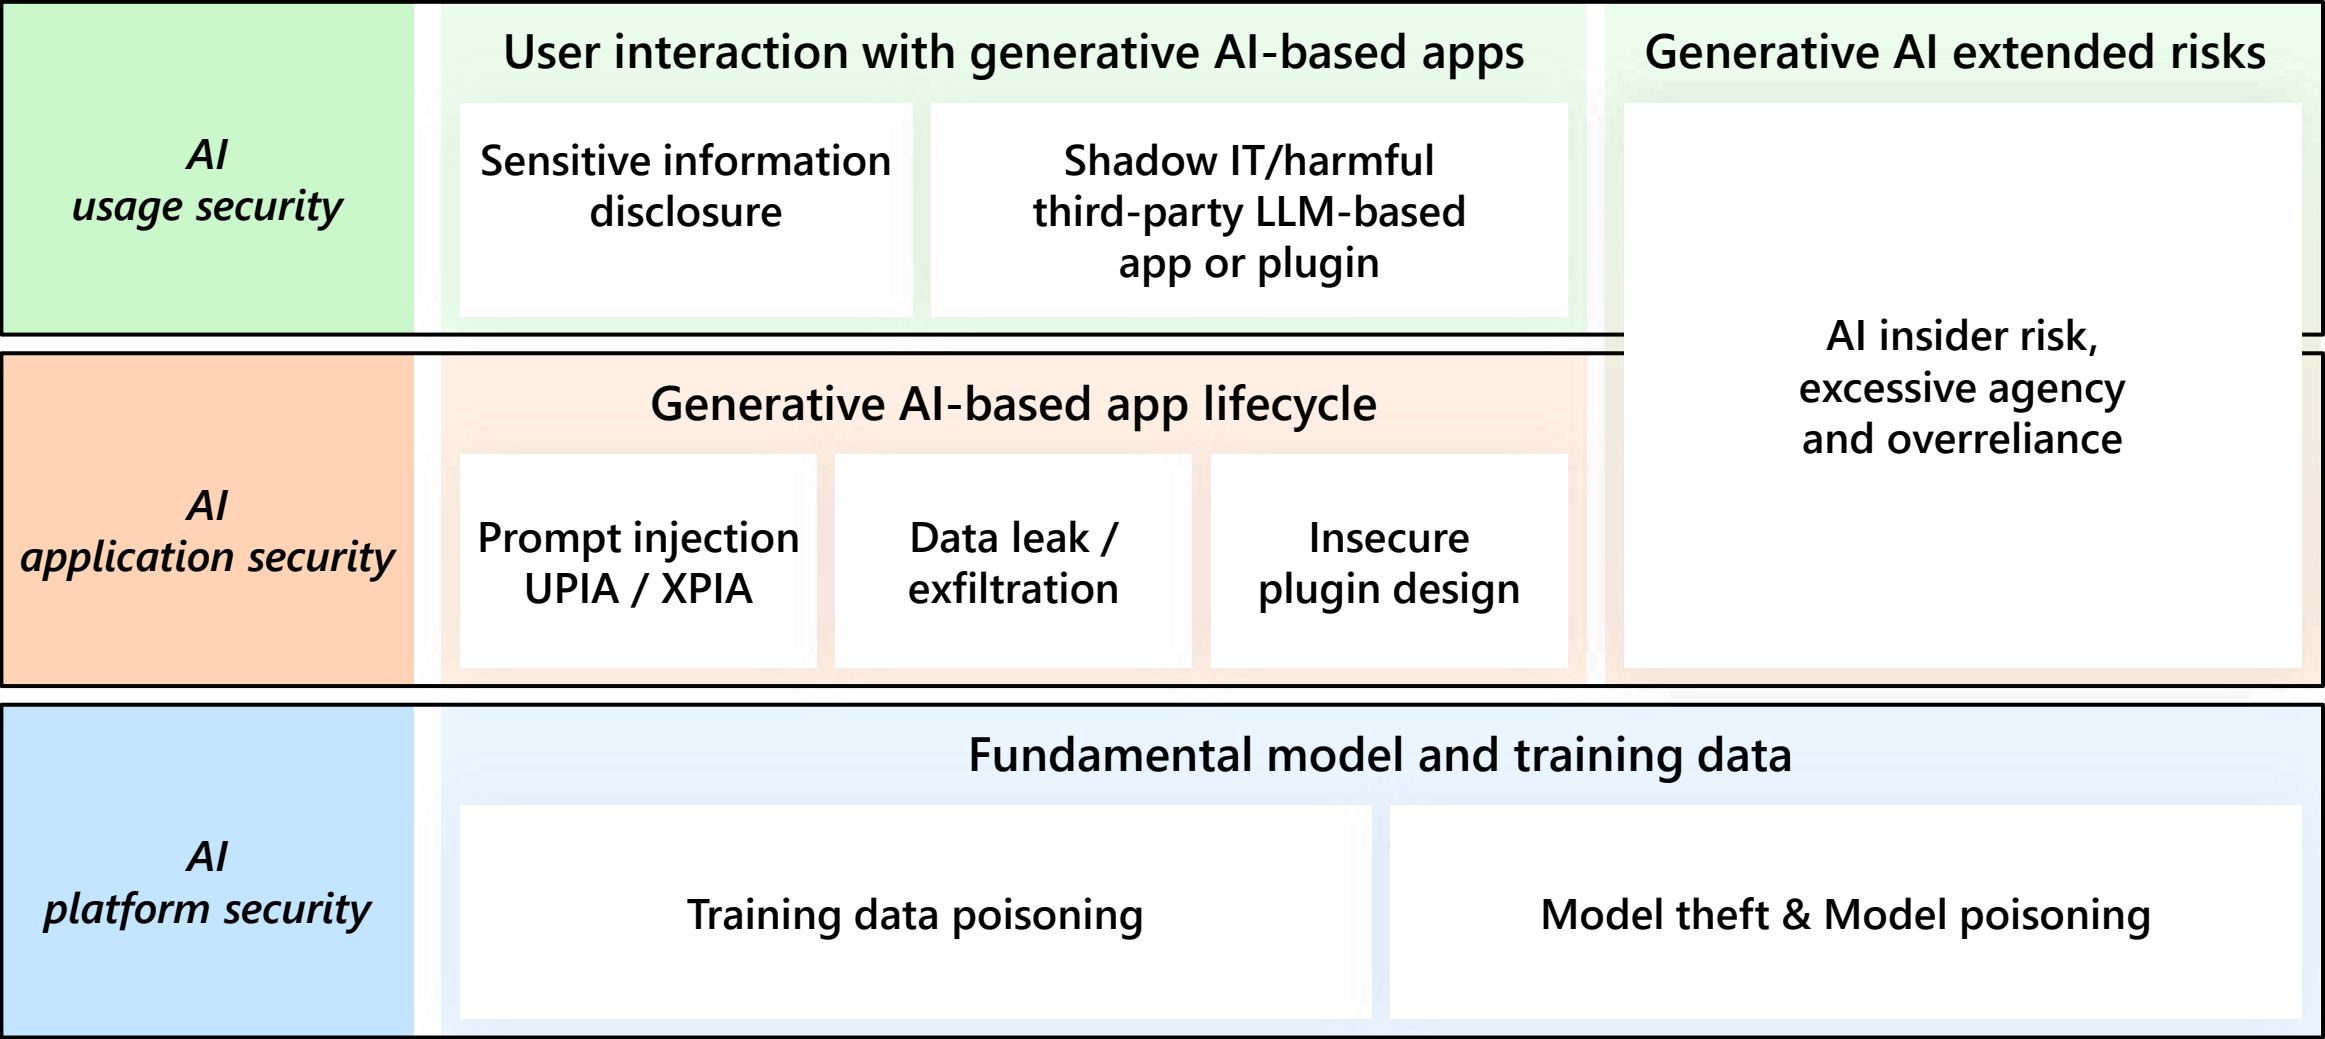 AI
usage security
User interaction with generative AI-based apps
Sensitive information
disclosure
Shadow IT/harmful
third-party LLM-based
app or plugin
Generative AI extended risks
AI insider risk,
excessive agency
and overreliance
AI
application security
Generative AI-based app lifecycle
Prompt injection
UPIA / XPIA
Data leak /
exfiltration
Insecure
plugin design
AI
platform security
Fundamental model and training data
Training data poisoning
Model theft & Model poisoning